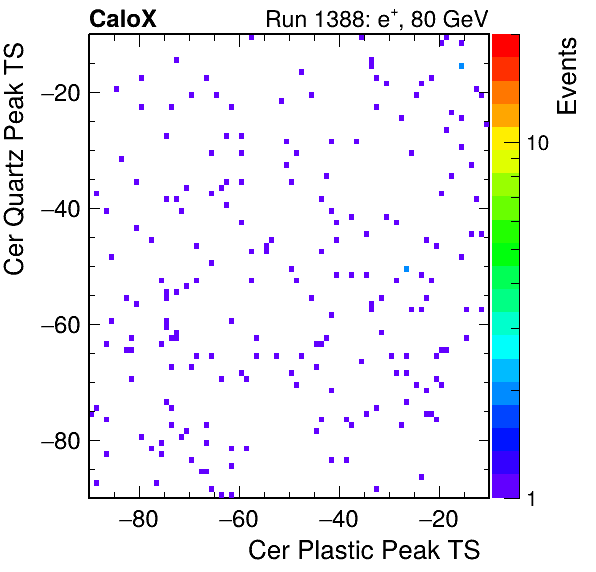 CaloX Run 1388: e⁺, 80 GeV
Cer Quartz Peak TS
−20
−40
−60
−80
−80 −60 −40 −20
Cer Plastic Peak TS
Events
10
1